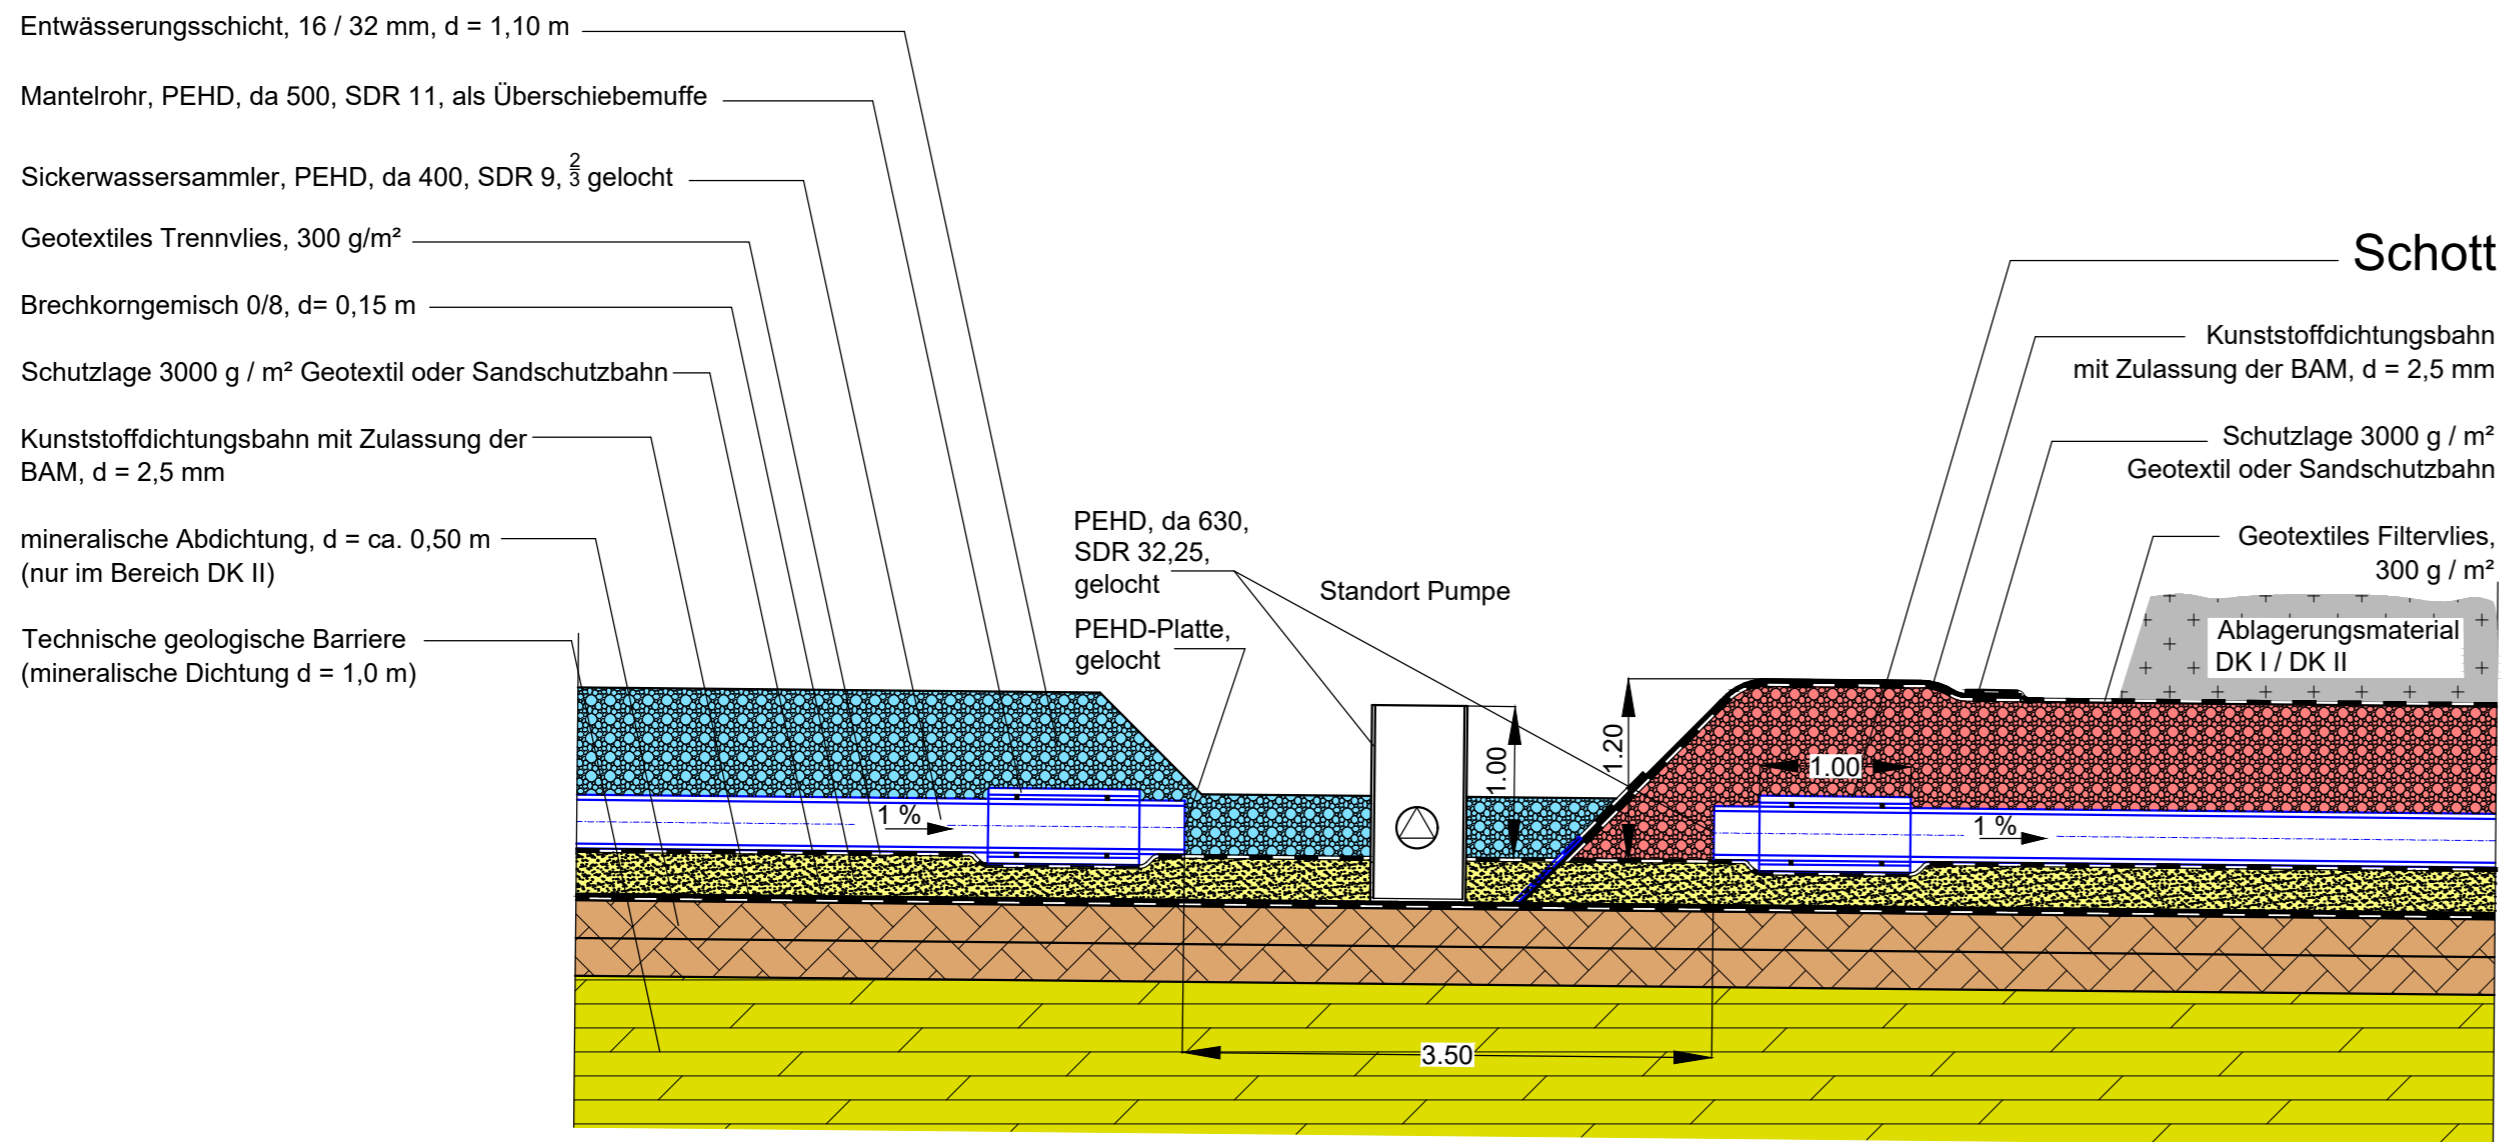 Entwässerungsschicht, 16 / 32 mm, d = 1,10 m
Mantelrohr, PEHD, da 500, SDR 11, als Überschiebemuffe
Sickerwassersammler, PEHD, da 400, SDR 9, 2/3 gelocht
Geotextiles Trennvlies, 300 g/m²
Brechkorngemisch 0/8, d= 0,15 m
Schutzlage 3000 g / m² Geotextil oder Sandschutzbahn
Kunststoffdichtungsbahn mit Zulassung der
BAM, d = 2,5 mm
mineralische Abdichtung, d = ca. 0,50 m
(nur im Bereich DK II)
Technische geologische Barriere
(mineralische Dichtung d = 1,0 m)
PEHD, da 630,
SDR 32,25,
gelocht
PEHD-Platte,
gelocht
Standort Pumpe
Schott
Kunststoffdichtungsbahn
mit Zulassung der BAM, d = 2,5 mm
Schutzlage 3000 g / m²
Geotextil oder Sandschutzbahn
Geotextiles Filtervlies,
300 g / m²
Ablagerungsmaterial
DK I / DK II
1 %
1.00
1.20
1.00
1 %
3.50